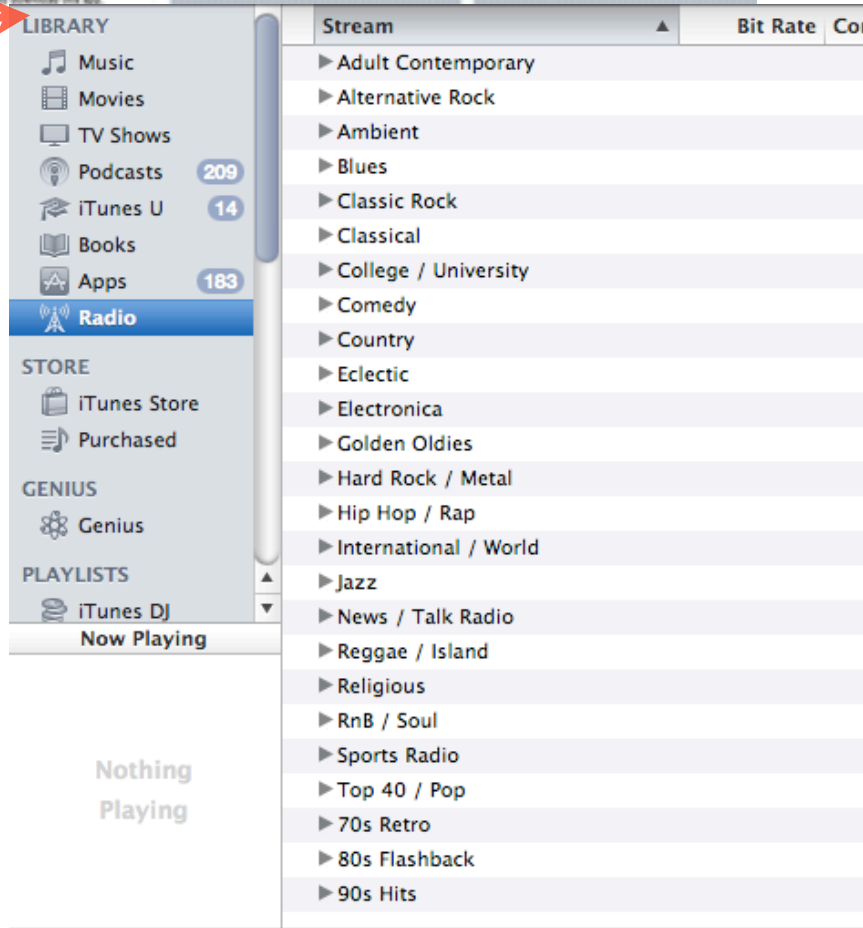 LIBRARY
Music
Movies
TV Shows
Podcasts 209
iTunes U 14
Books
Apps 183
Radio
STORE
iTunes Store
Purchased
GENIUS
Genius
PLAYLISTS
iTunes DJ
Now Playing
Nothing
Playing
Stream Bit Rate
Adult Contemporary
Alternative Rock
Ambient
Blues
Classic Rock
Classical
College / University
Comedy
Country
Eclectic
Electronica
Golden Oldies
Hard Rock / Metal
Hip Hop / Rap
International / World
Jazz
News / Talk Radio
Reggae / Island
Religious
RnB / Soul
Sports Radio
Top 40 / Pop
70s Retro
80s Flashback
90s Hits